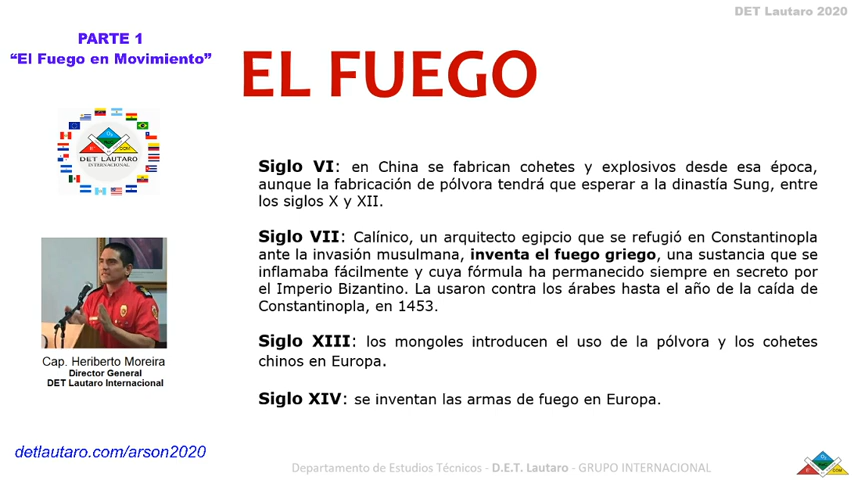 DET Lautaro 2020
PARTE 1
“El Fuego en Movimiento”
EL FUEGO
DET LAUTARO
INTERNACIONAL
Siglo VI: en China se fabrican cohetes y explosivos desde esa época,
aunque la fabricación de pólvora tendrá que esperar a la dinastía Sung, entre
los siglos X y XII.
Siglo VII: Calínico, un arquitecto egipcio que se refugió en Constantinopla
ante la invasión musulmana, inventa el fuego griego, una sustancia que se
inflamaba fácilmente y cuya fórmula ha permanecido siempre en secreto por
el Imperio Bizantino. La usaron contra los árabes hasta el año de la caída de
Constantinopla, en 1453.
Siglo XIII: los mongoles introducen el uso de la pólvora y los cohetes
chinos en Europa.
Siglo XIV: se inventan las armas de fuego en Europa.
Cap. Heriberto Moreira
Director General
DET Lautaro Internacional
detlautaro.com/arson2020
Departamento de Estudios Técnicos - D.E.T. Lautaro - GRUPO INTERNACIONAL